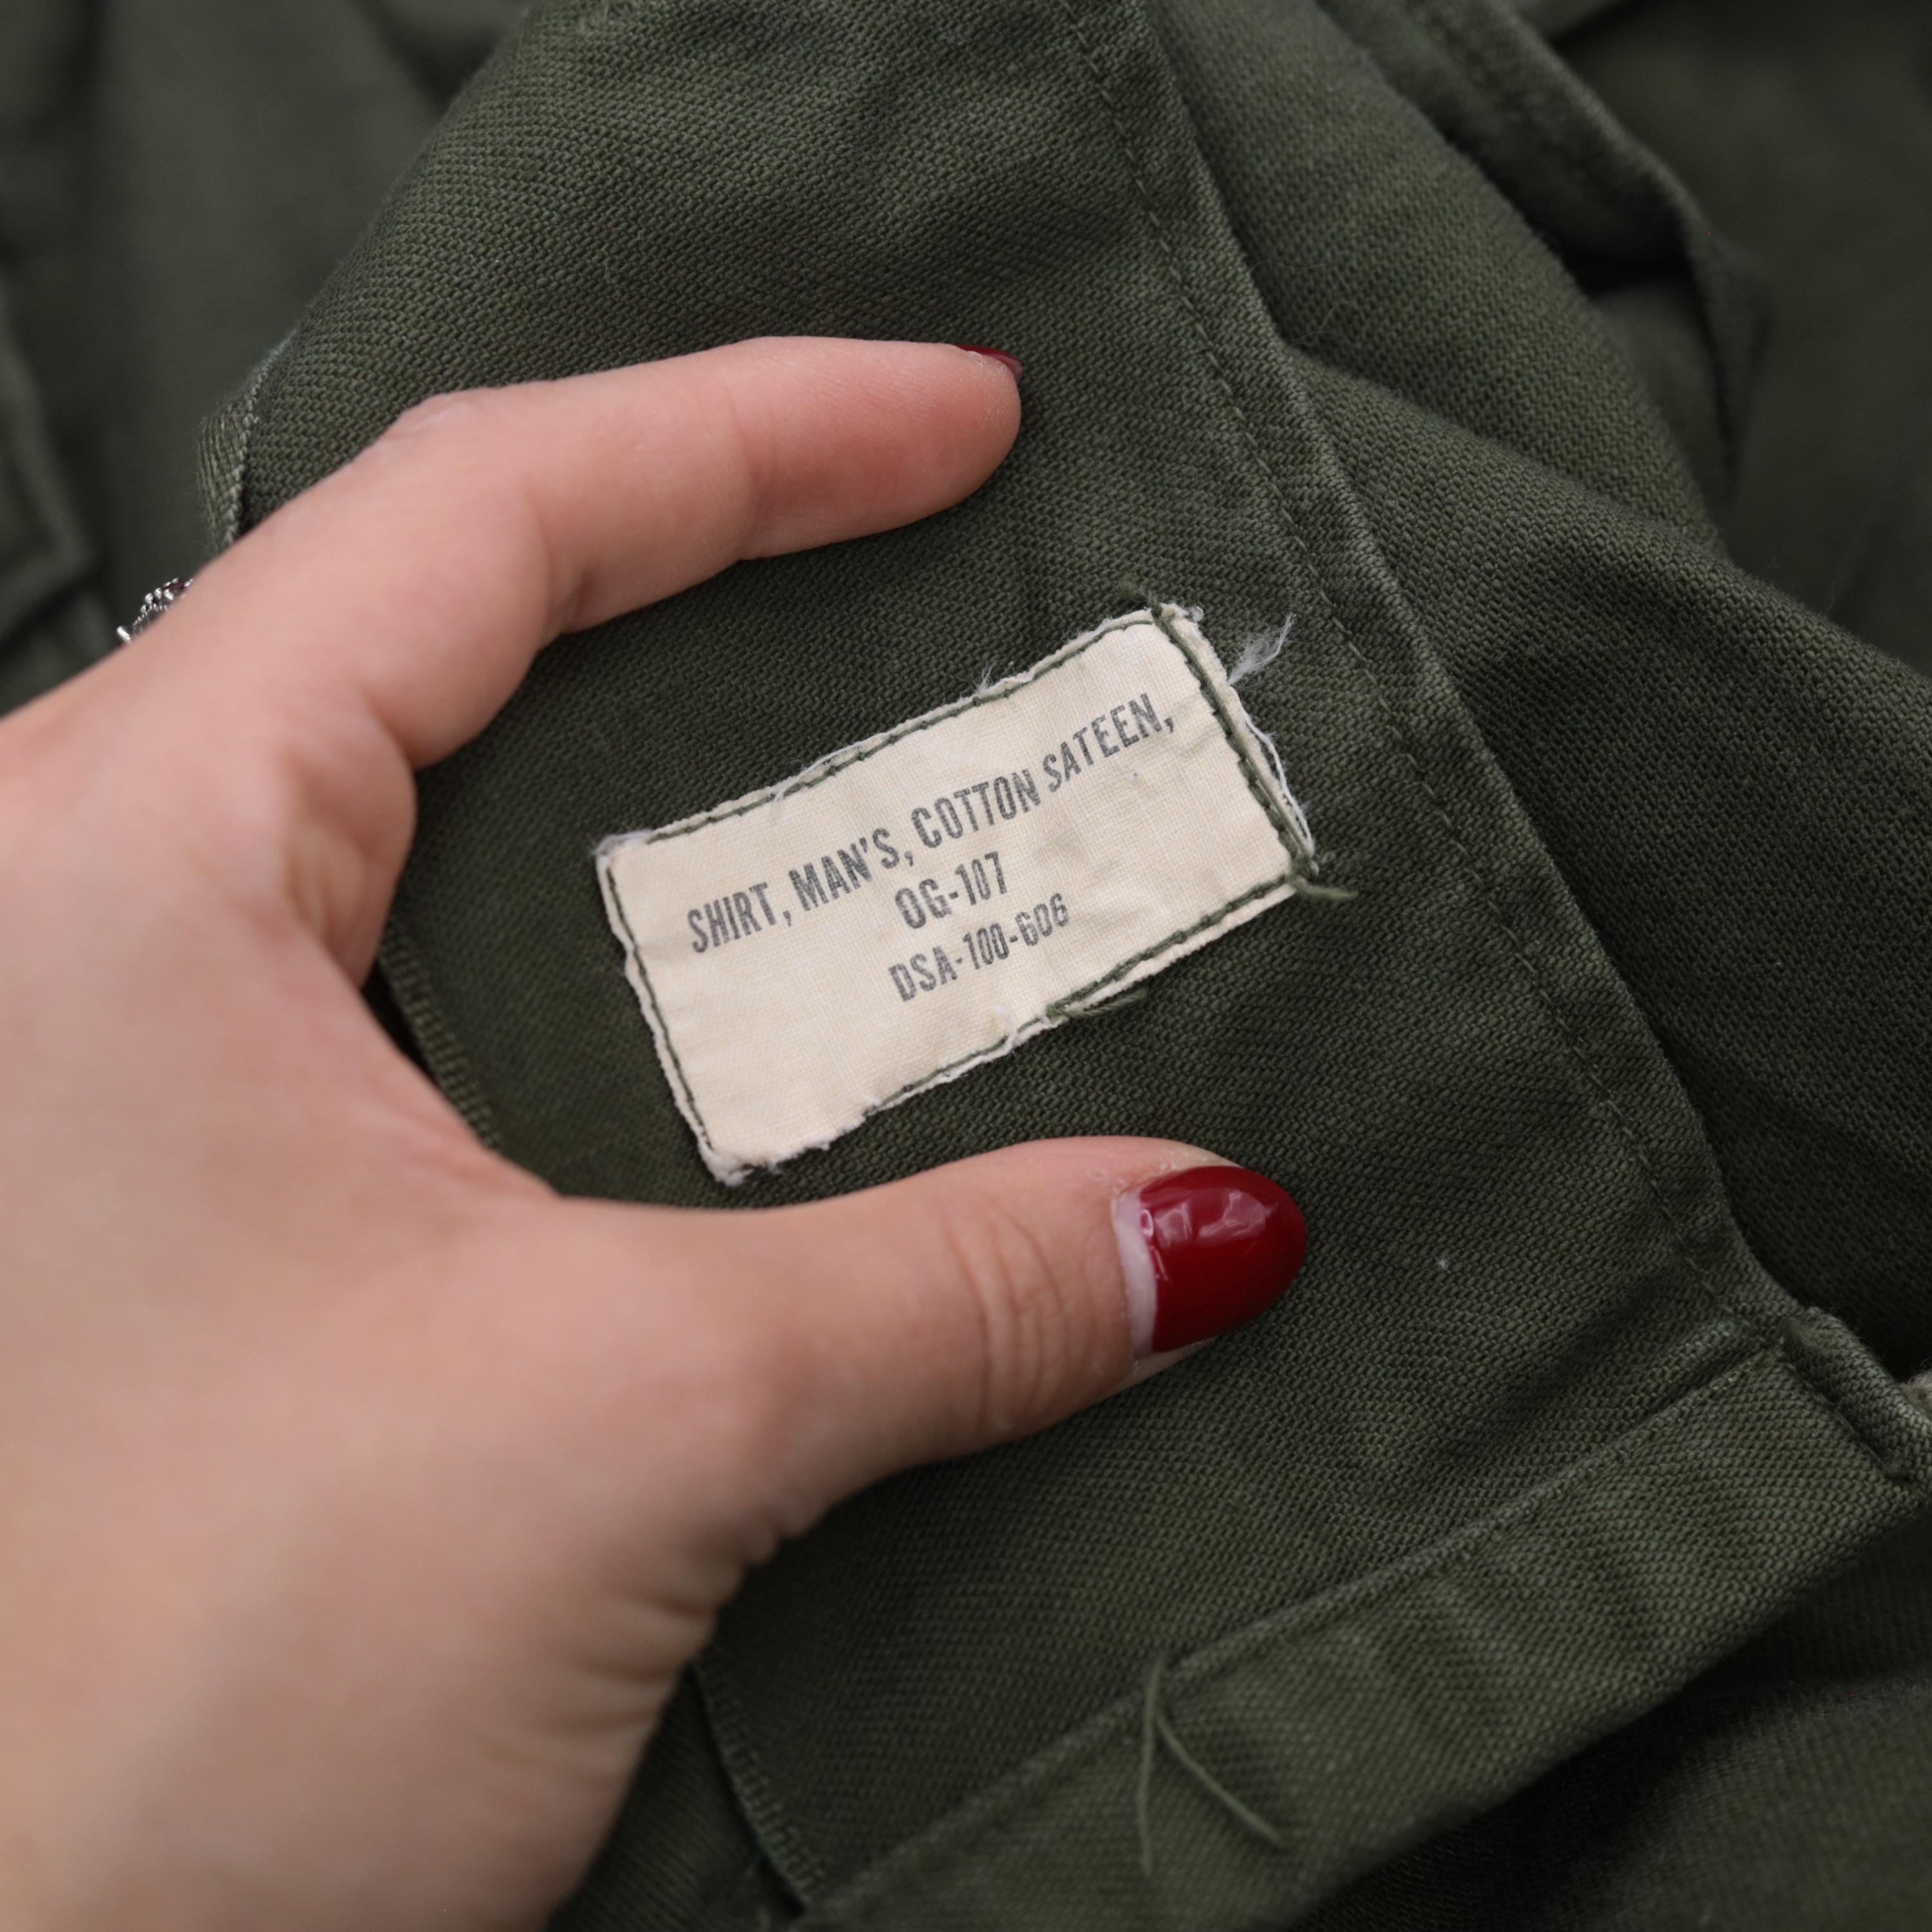 SHIRT, MAN'S, COTTON SATEEN,
OG-107
DSA-100-606